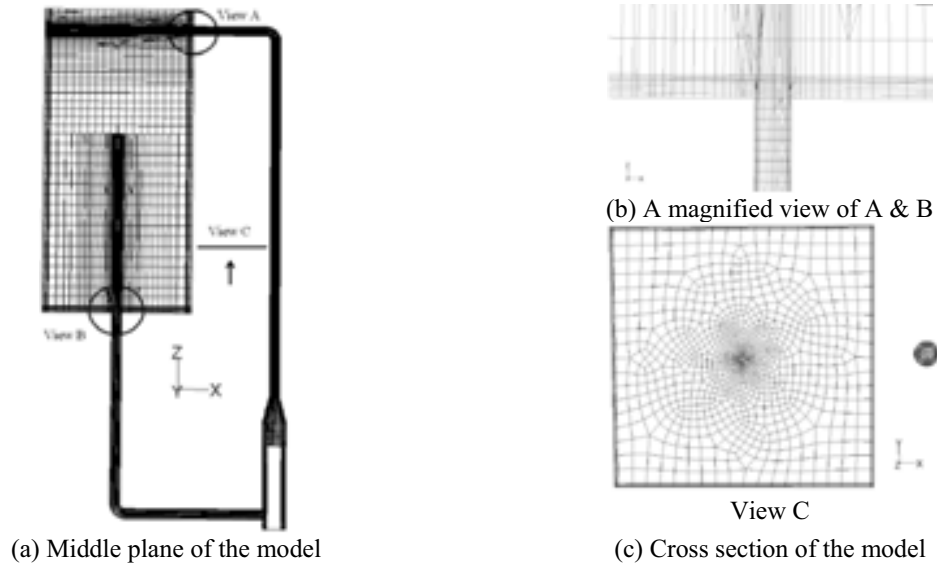 View A
(b) A magnified view of A & B
View C
View B
Z
Y X
Y
Z X
View C
(a) Middle plane of the model
(c) Cross section of the model